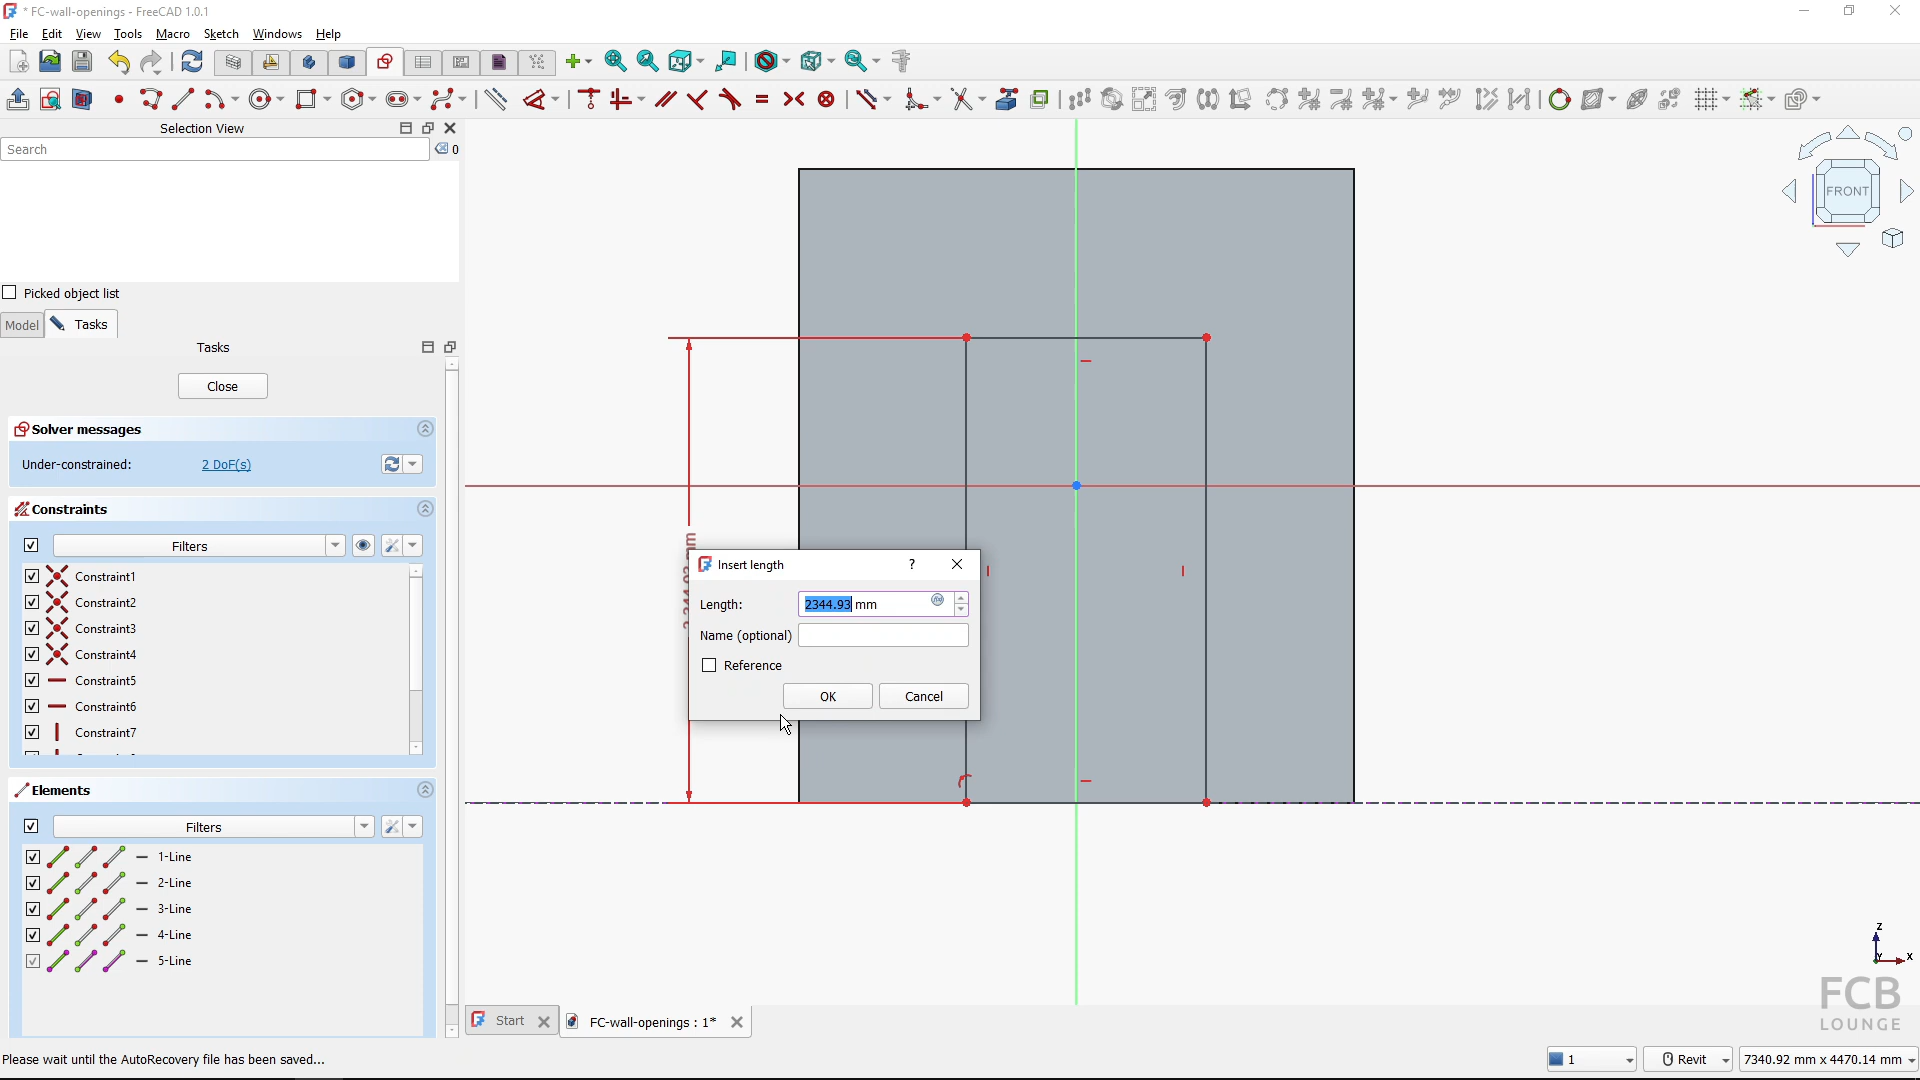 * FC-wall-openings - FreeCAD 1.0.1
File Edit View Tools Macro Sketch Windows Help
Selection View
Search
0
Picked object list
Model
Tasks
Tasks
Close
Solver messages
Under-constrained: 2 DoF(s)
Constraints
Filters
Constraint1
Constraint2
Constraint3
Constraint4
Constraint5
Constraint6
Constraint7
Elements
Filters
1-Line
2-Line
3-Line
4-Line
5-Line
FRONT
Insert length ?
Length: 2344.93 mm
Name (optional)
Reference
OK Cancel
Z
Y X
FCB
LOUNGE
Start
FC-wall-openings : 1*
Please wait until the AutoRecovery file has been saved...
1 Revit 7340.92 mm x 4470.14 mm